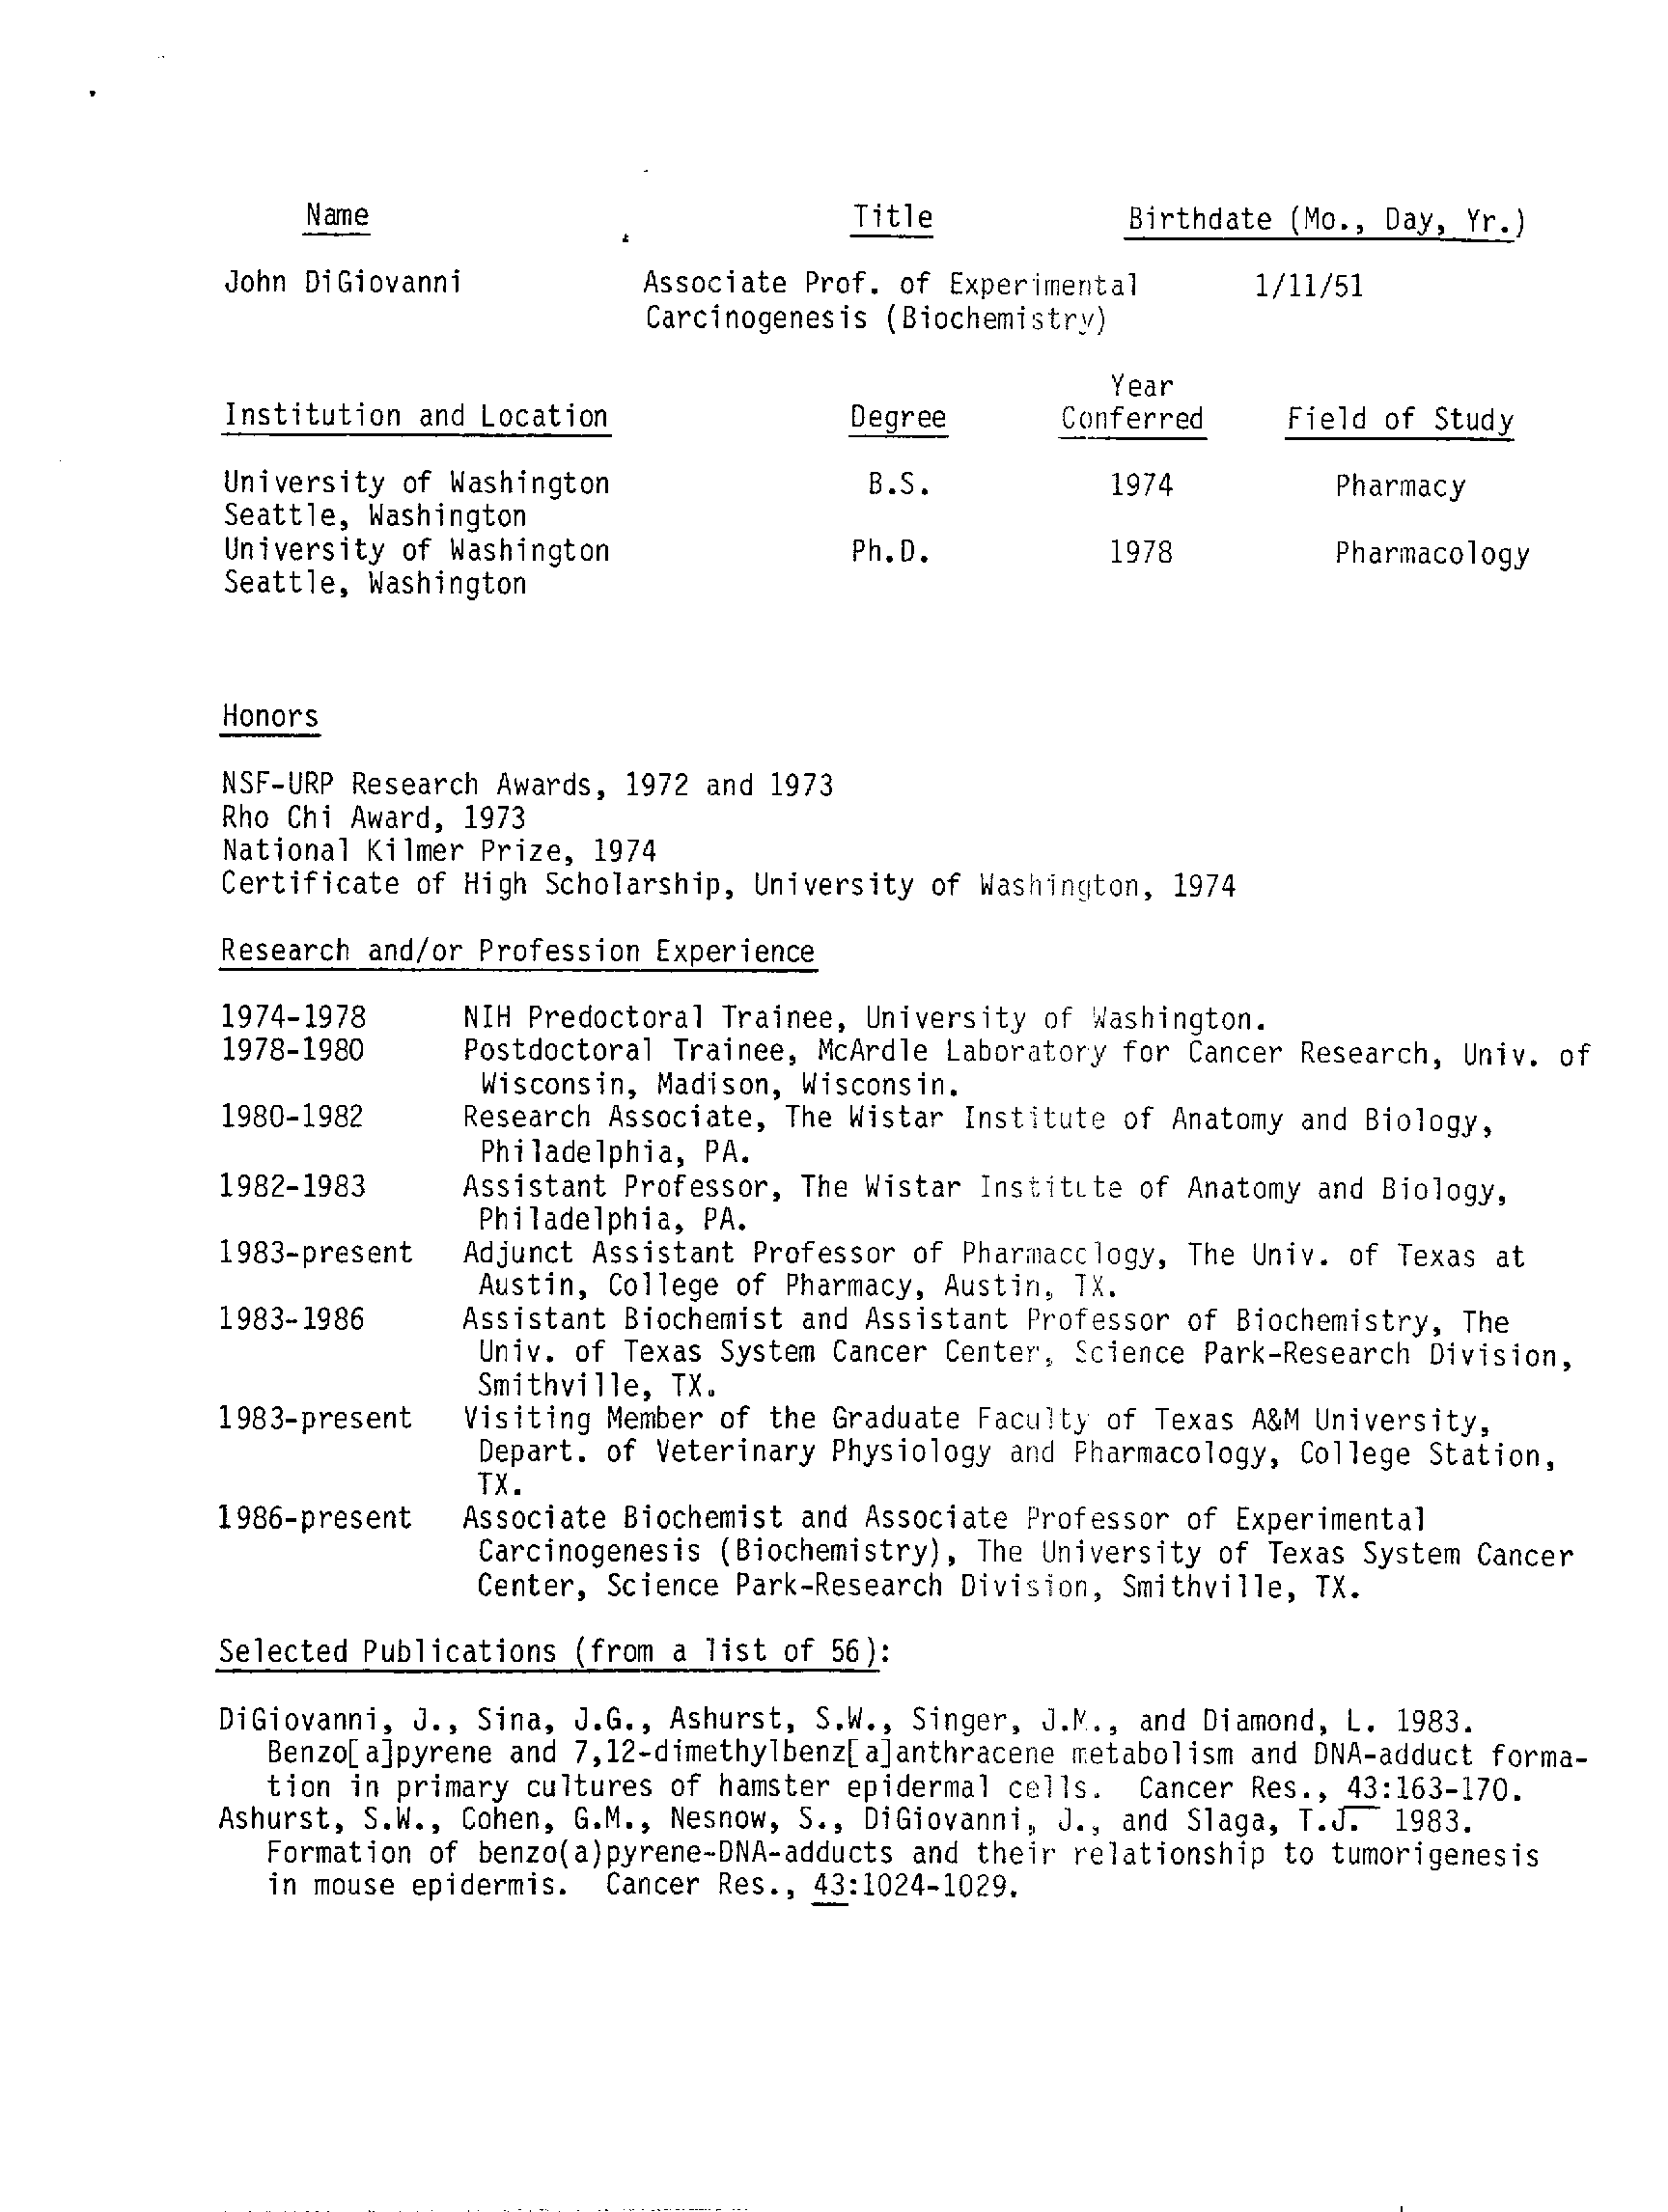 Name Title Birthdate (Mo., Day, Yr.)
John DiGiovanni Associate Prof. of Experimental 1/11/51
Carcinogenesis (Biochemistry)
Year
Institution and Location Degree Conferred Field of Study
University of Washington B.S. 1974 Pharmacy
Seattle, Washington
University of Washington Ph.D. 1978 Pharmacology
Seattle, Washington
Honors
NSF-URP Research Awards, 1972 and 1973
Rho Chi Award, 1973
National Kilmer Prize, 1974
Certificate of High Scholarship, University of Washington, 1974
Research and/or Profession Experience
1974-1978 NIH Predoctoral Trainee, University of Washington.
1978-1980 Postdoctoral Trainee, McArdle Laboratory for Cancer Research, Univ. of
Wisconsin, Madison, Wisconsin.
1980-1982 Research Associate, The Wistar Institute of Anatomy and Biology,
Philadelphia, PA.
1982-1983 Assistant Professor, The Wistar Institute of Anatomy and Biology,
Philadelphia, PA.
1983-present Adjunct Assistant Professor of Pharmacology, The Univ. of Texas at
Austin, College of Pharmacy, Austin, TX.
1983-1986 Assistant Biochemist and Assistant Professor of Biochemistry, The
Univ. of Texas System Cancer Center, Science Park-Research Division,
Smithville, TX.
1983-present Visiting Member of the Graduate Faculty of Texas A&M University,
Depart. of Veterinary Physiology and Pharmacology, College Station,
TX.
1986-present Associate Biochemist and Associate Professor of Experimental
Carcinogenesis (Biochemistry), The University of Texas System Cancer
Center, Science Park-Research Division, Smithville, TX.
Selected Publications (from a list of 56):
DiGiovanni, J., Sina, J.G., Ashurst, S.W., Singer, J.M., and Diamond, L. 1983.
Benzo[a]pyrene and 7,12-dimethylbenz[a]anthracene metabolism and DNA-adduct forma-
tion in primary cultures of hamster epidermal cells. Cancer Res., 43:163-170.
Ashurst, S.W., Cohen, G.M., Nesnow, S., DiGiovanni, J., and Slaga, T.J. 1983.
Formation of benzo(a)pyrene-DNA-adducts and their relationship to tumorigenesis
in mouse epidermis. Cancer Res., 43:1024-1029.